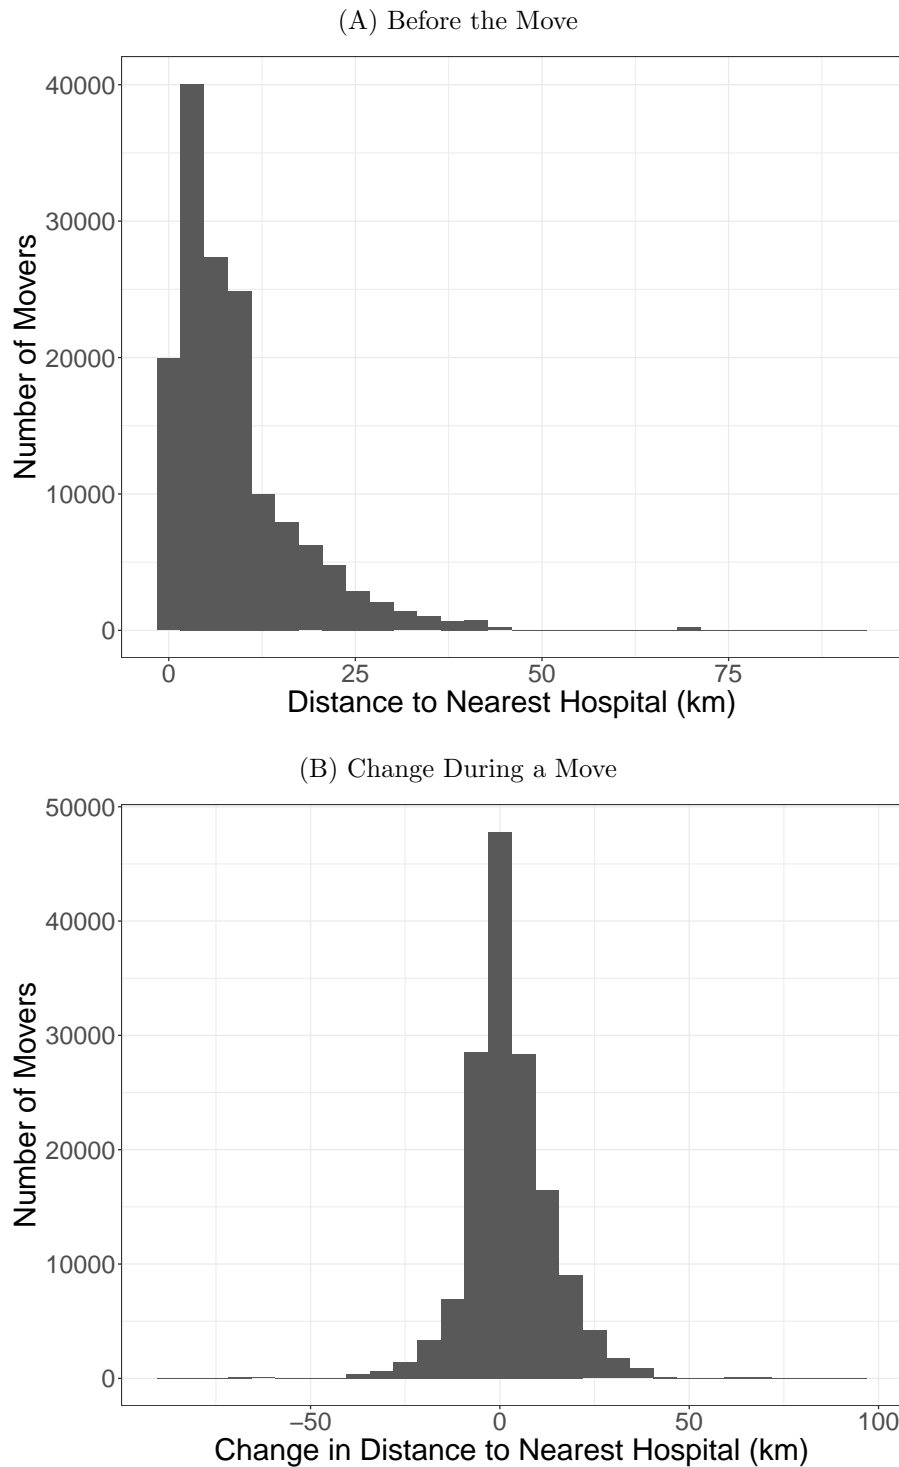 (A) Before the Move
40000
30000
20000
10000
0
Number of Movers
0 25 50 75
Distance to Nearest Hospital (km)
(B) Change During a Move
50000
40000
30000
20000
10000
0
Number of Movers
−50 0 50 100
Change in Distance to Nearest Hospital (km)